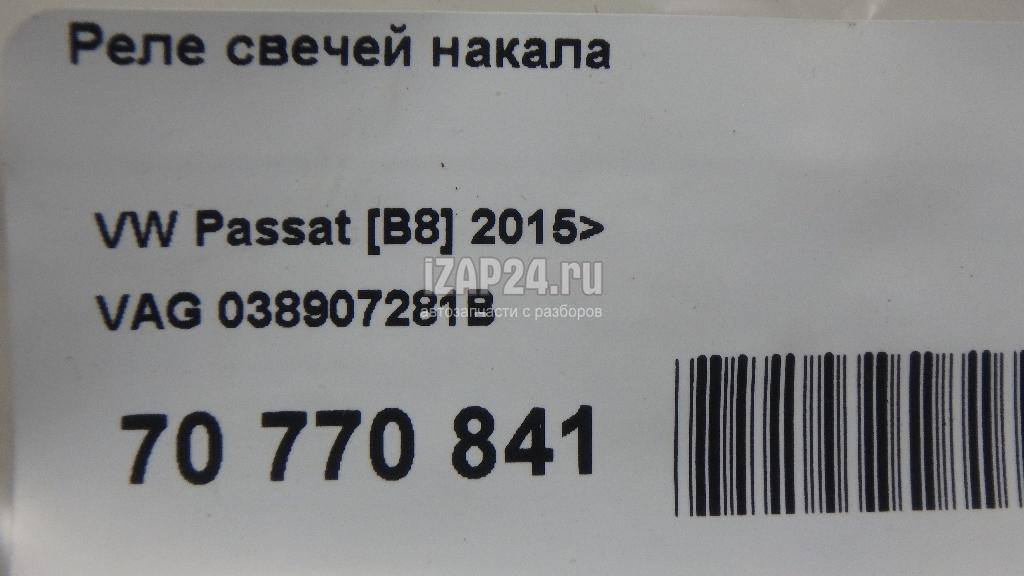 Реле свечей накала
VW Passat [B8] 2015>
iZAP24.ru
VAG 038907281B
автозапчасти с разборов
70 770 841